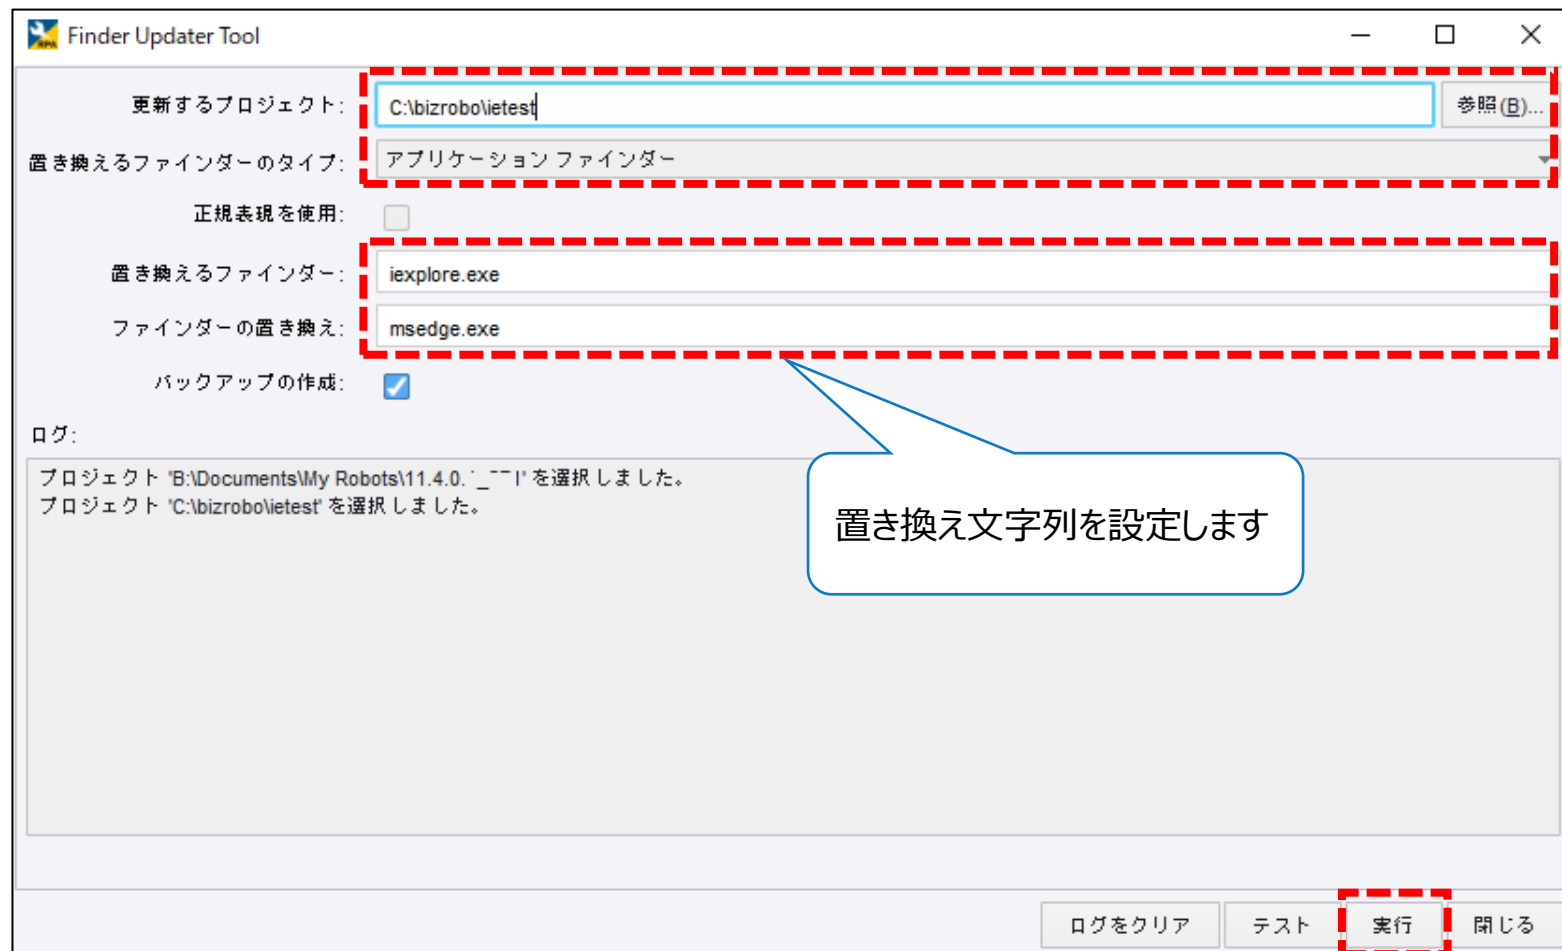 Finder Updater Tool
更新するプロジェクト: C:\bizrobo\ietest 参照(B)...
置き換えるファインダーのタイプ: アプリケーション ファインダー
正規表現を使用:
置き換えるファインダー: iexplore.exe
ファインダーの置き換え: msedge.exe
バックアップの作成:
ログ:
プロジェクト 'B:\Documents\My Robots\11.4.0. を選択しました。
プロジェクト 'C:\bizrobo\ietest' を選択しました。
置き換え文字列を設定します
ログをクリア テスト 実行 閉じる